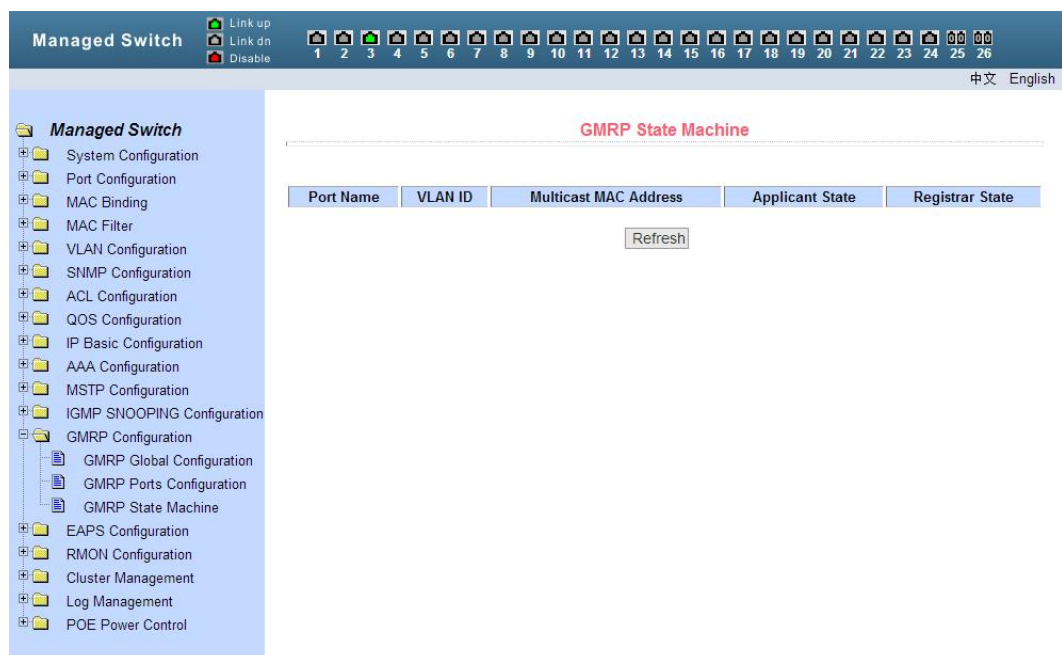 Managed Switch
Link up
Link dn
Disable
1 2 3 4 5 6 7 8 9 10 11 12 13 14 15 16 17 18 19 20 21 22 23 24 25 26
中文 English
Managed Switch
System Configuration
Port Configuration
MAC Binding
MAC Filter
VLAN Configuration
SNMP Configuration
ACL Configuration
QOS Configuration
IP Basic Configuration
AAA Configuration
MSTP Configuration
IGMP SNOOPING Configuration
GMRP Configuration
GMRP Global Configuration
GMRP Ports Configuration
GMRP State Machine
EAPS Configuration
RMON Configuration
Cluster Management
Log Management
POE Power Control
GMRP State Machine
Port Name VLAN ID Multicast MAC Address Applicant State Registrar State
Refresh